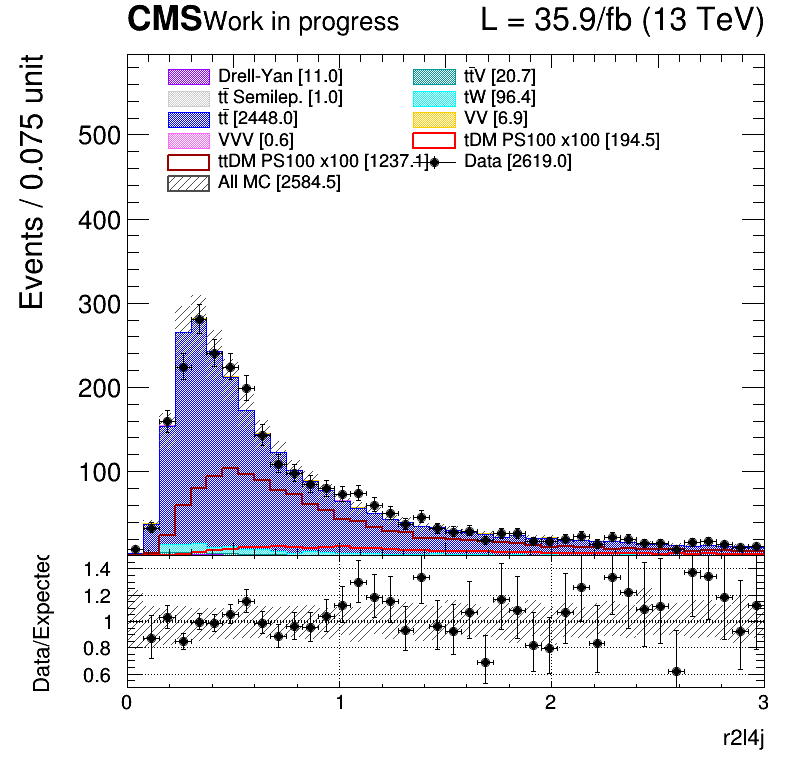 CMS Work in progress L = 35.9/fb (13 TeV)
Events / 0.075 unit
Drell-Yan [11.0] ttV [20.7]
tt̄ Semilep. [1.0] tW [96.4]
tt̄ [2448.0] VV [6.9]
VVV [0.6] tDM PS100 x100 [194.5]
ttDM PS100 x100 [1237.1] Data [2619.0]
All MC [2584.5]
500
400
300
200
100
Data/Expected
1.4
1.2
1
0.8
0.6
0 1 2 3
r2l4j